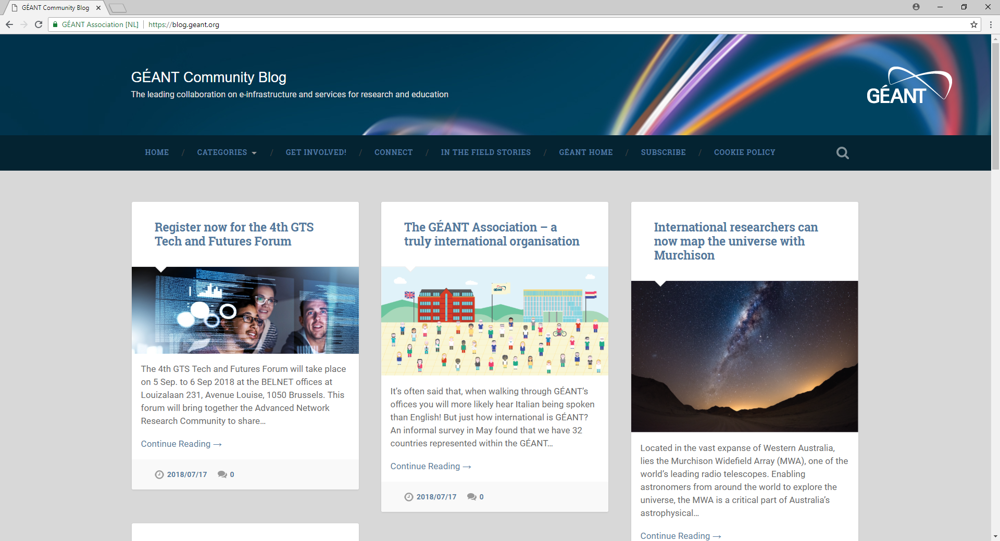 GÉANT Community Blog
GÉANT Association [NL]
https://blog.geant.org
GÉANT Community Blog
The leading collaboration on e-infrastructure and services for research and education
GÉANT
HOME / CATEGORIES / GET INVOLVED! / CONNECT / IN THE FIELD STORIES / GÉANT HOME / SUBSCRIBE / COOKIE POLICY
Register now for the 4th GTS
Tech and Futures Forum
The 4th GTS Tech and Futures Forum will take place
on 5 Sep. to 6 Sep 2018 at the BELNET offices at
Louizalaan 231, Avenue Louise, 1050 Brussels. This
forum will bring together the Advanced Network
Research Community to share...
Continue Reading →
2018/07/17 0
The GÉANT Association – a
truly international organisation
GÉANT
It’s often said that, when walking through GÉANT’s
offices you will more likely hear Italian being spoken
than English! But just how international is GÉANT?
An informal survey in May found that we have 32
countries represented within the GÉANT...
Continue Reading →
2018/07/17 0
International researchers can
now map the universe with
Murchison
Located in the vast expanse of Western Australia,
lies the Murchison Widefield Array (MWA), one of the
world’s leading radio telescopes. Enabling
astronomers from around the world to explore the
universe, the MWA is a critical part of Australia’s
astrophysical...
Continue Reading →